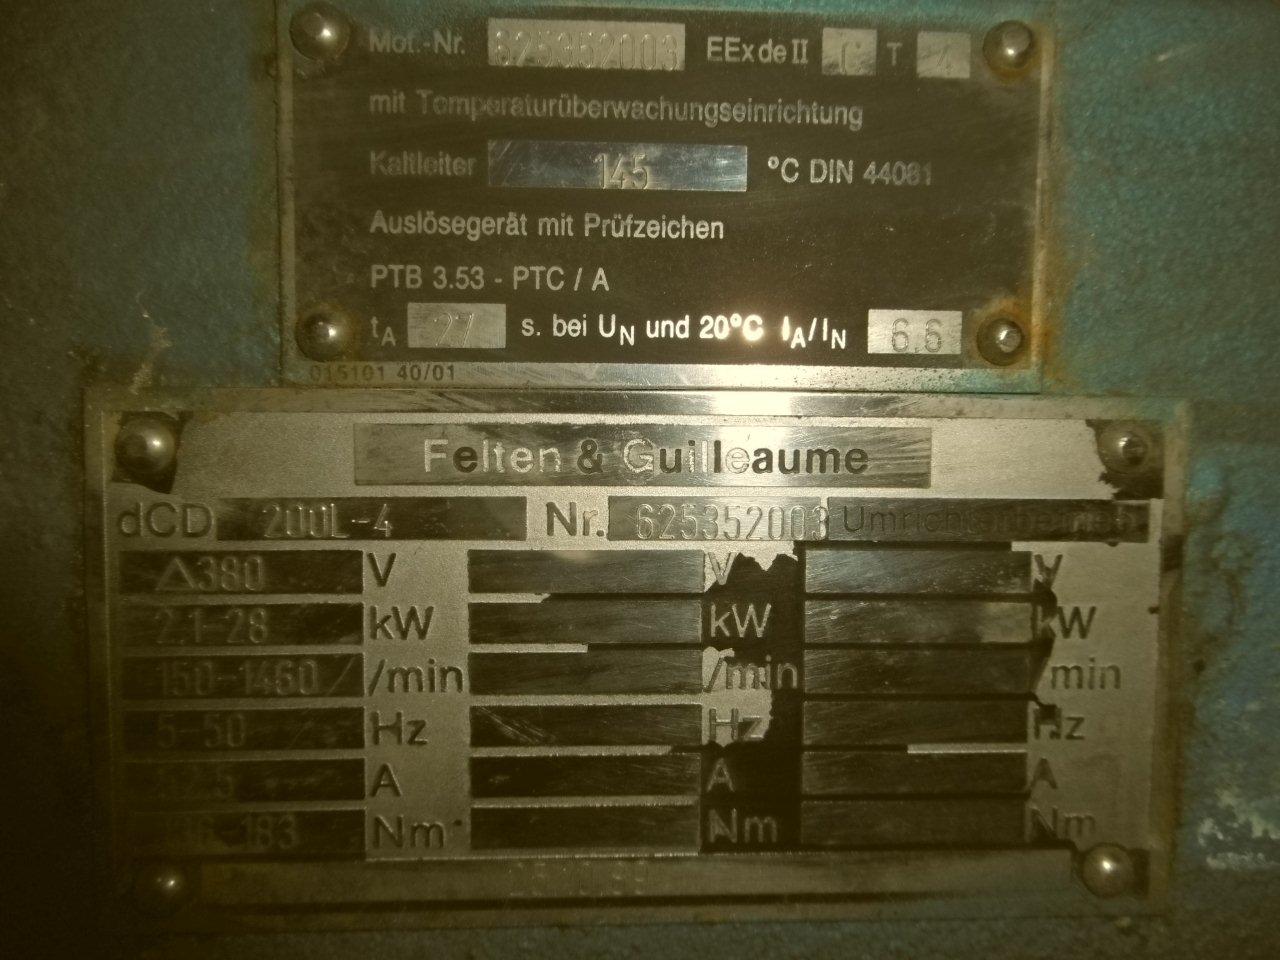 Mot.-Nr. 625352003 EEx de II C T 4
mit Temperaturüberwachungseinrichtung
Kaltleiter 145 °C DIN 44081
Auslösegerät mit Prüfzeichen
PTB 3.53 - PTC / A
tA 27 s. bei UN und 20°C IA/IN 6.6
015101 40/01
Felten & Guilleaume
dCD 200L-4 Nr. 625352003 Umrichterbetrieb
△380 V V V
2.1-28 kW kW kW
150-1460 /min /min /min
5-50 Hz Hz Hz
A A A
Nm Nm Nm